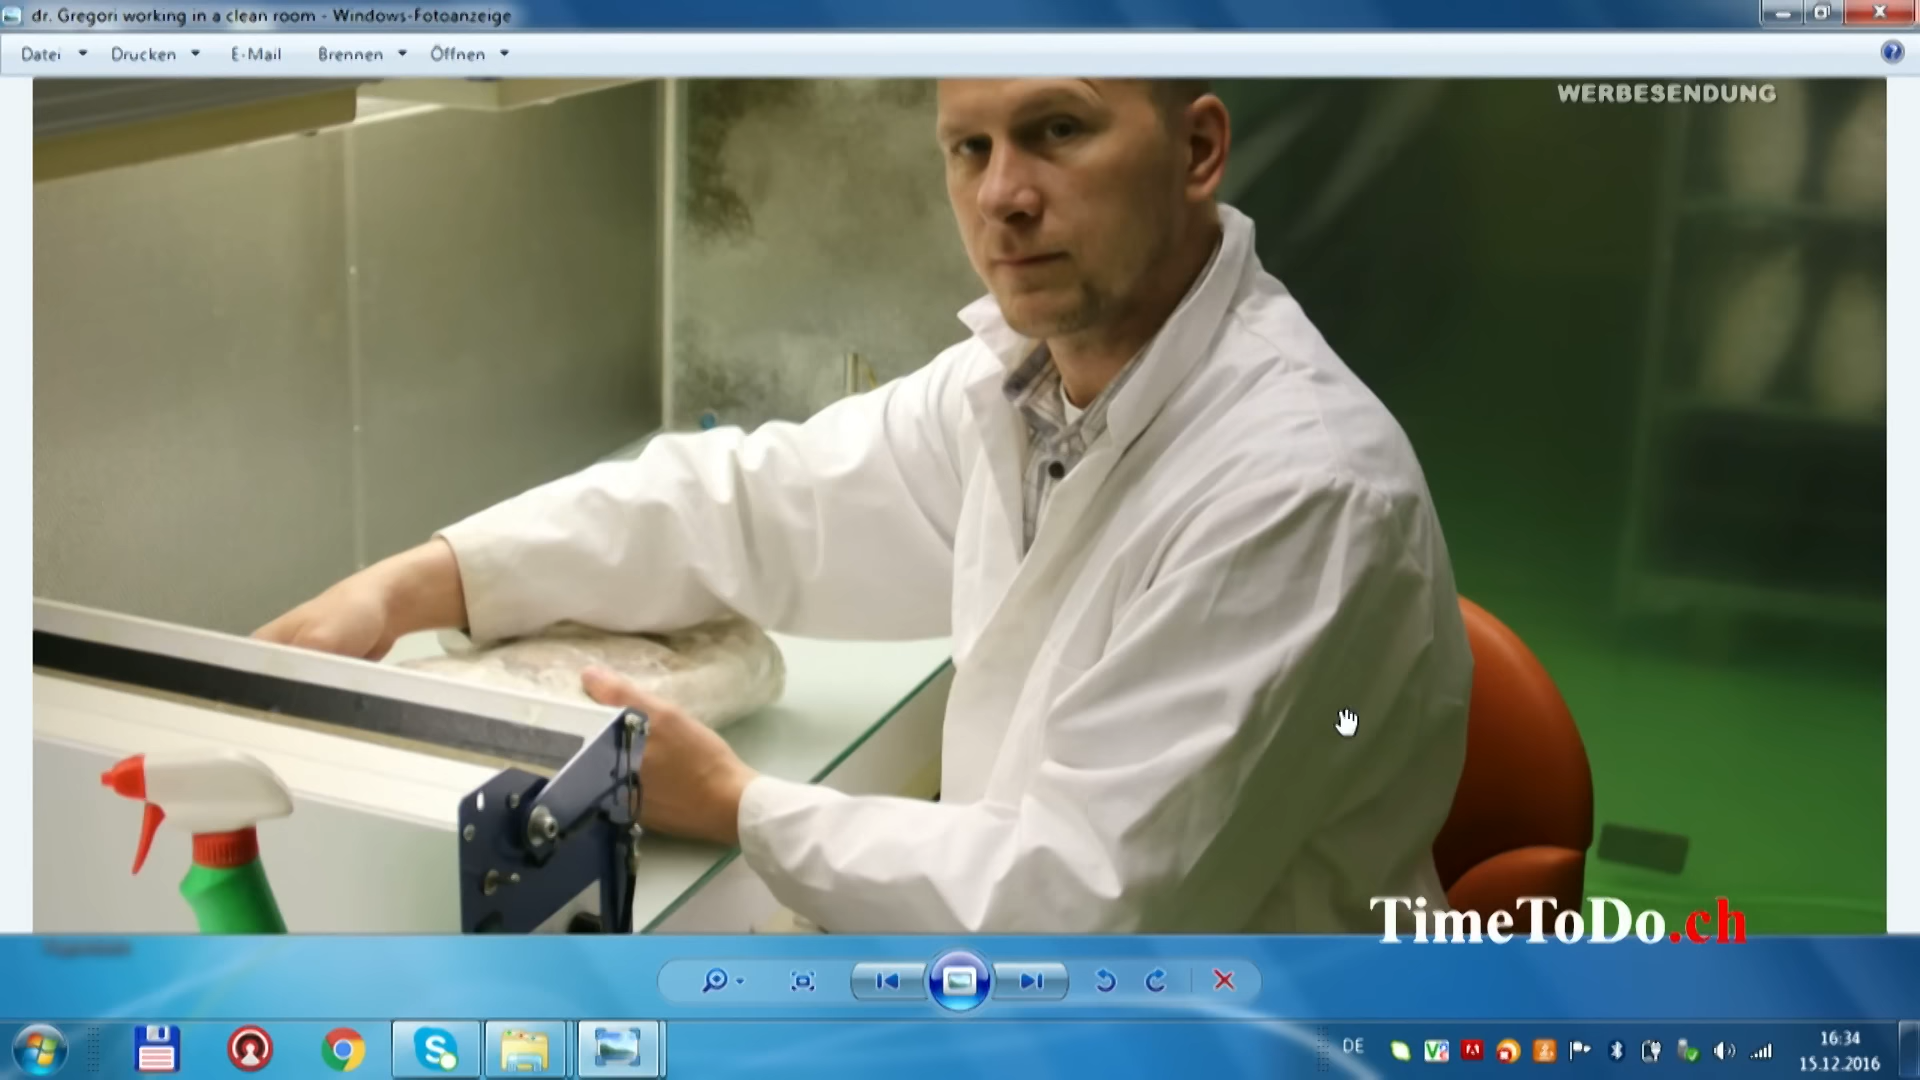 dr. Gregori working in a clean room - Windows-Fotoanzeige
Datei Drucken E-Mail Brennen Öffnen
WERBESENDUNG
TimeToDo.ch
DE
16:34
15.12.2016